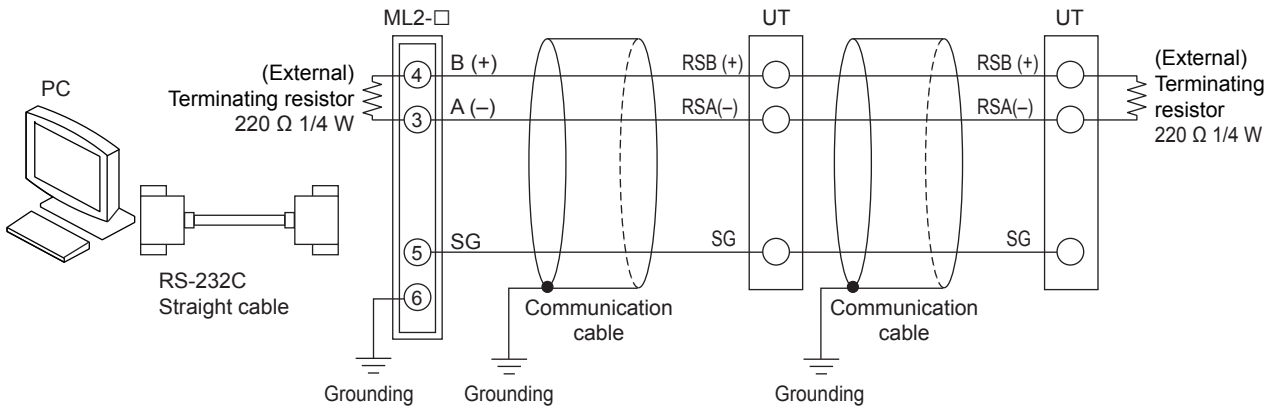 ML2-□
UT
UT
PC
(External)
Terminating resistor
220 Ω 1/4 W
4
B (+)
RSB (+)
RSB (+)
3
A (–)
RSA(–)
RSA(–)
(External)
Terminating
resistor
220 Ω 1/4 W
RS-232C
Straight cable
5
SG
SG
SG
6
Communication
cable
Communication
cable
Grounding
Grounding
Grounding